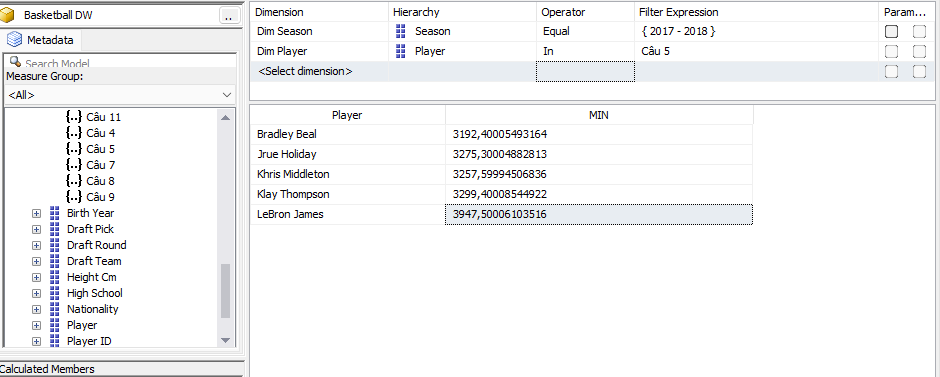 Basketball DW
..
Metadata
Search Model
Measure Group:
<All>
{..} Câu 11
{..} Câu 4
{..} Câu 5
{..} Câu 7
{..} Câu 8
{..} Câu 9
Birth Year
Draft Pick
Draft Round
Draft Team
Height Cm
High School
Nationality
Player
Player ID
Calculated Members
Dimension Hierarchy Operator Filter Expression Param...
Dim Season Season Equal { 2017 - 2018 }
Dim Player Player In Câu 5
<Select dimension>
Player MIN
Bradley Beal 3192,40005493164
Jrue Holiday 3275,30004882813
Khris Middleton 3257,59994506836
Klay Thompson 3299,40008544922
LeBron James 3947,50006103516